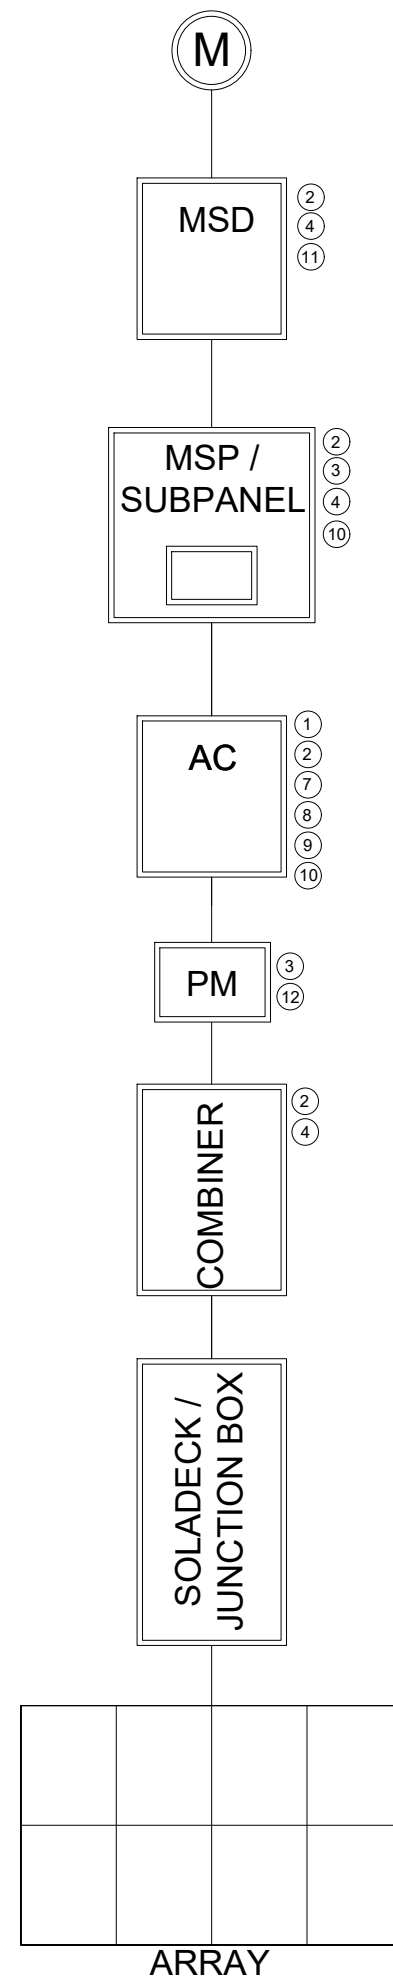 M
MSD
2
4
11
MSP /
SUBPANEL
2
3
4
10
AC
1
2
7
8
9
10
PM
3
12
COMBINER
2
4
SOLADECK /
JUNCTION BOX
ARRAY